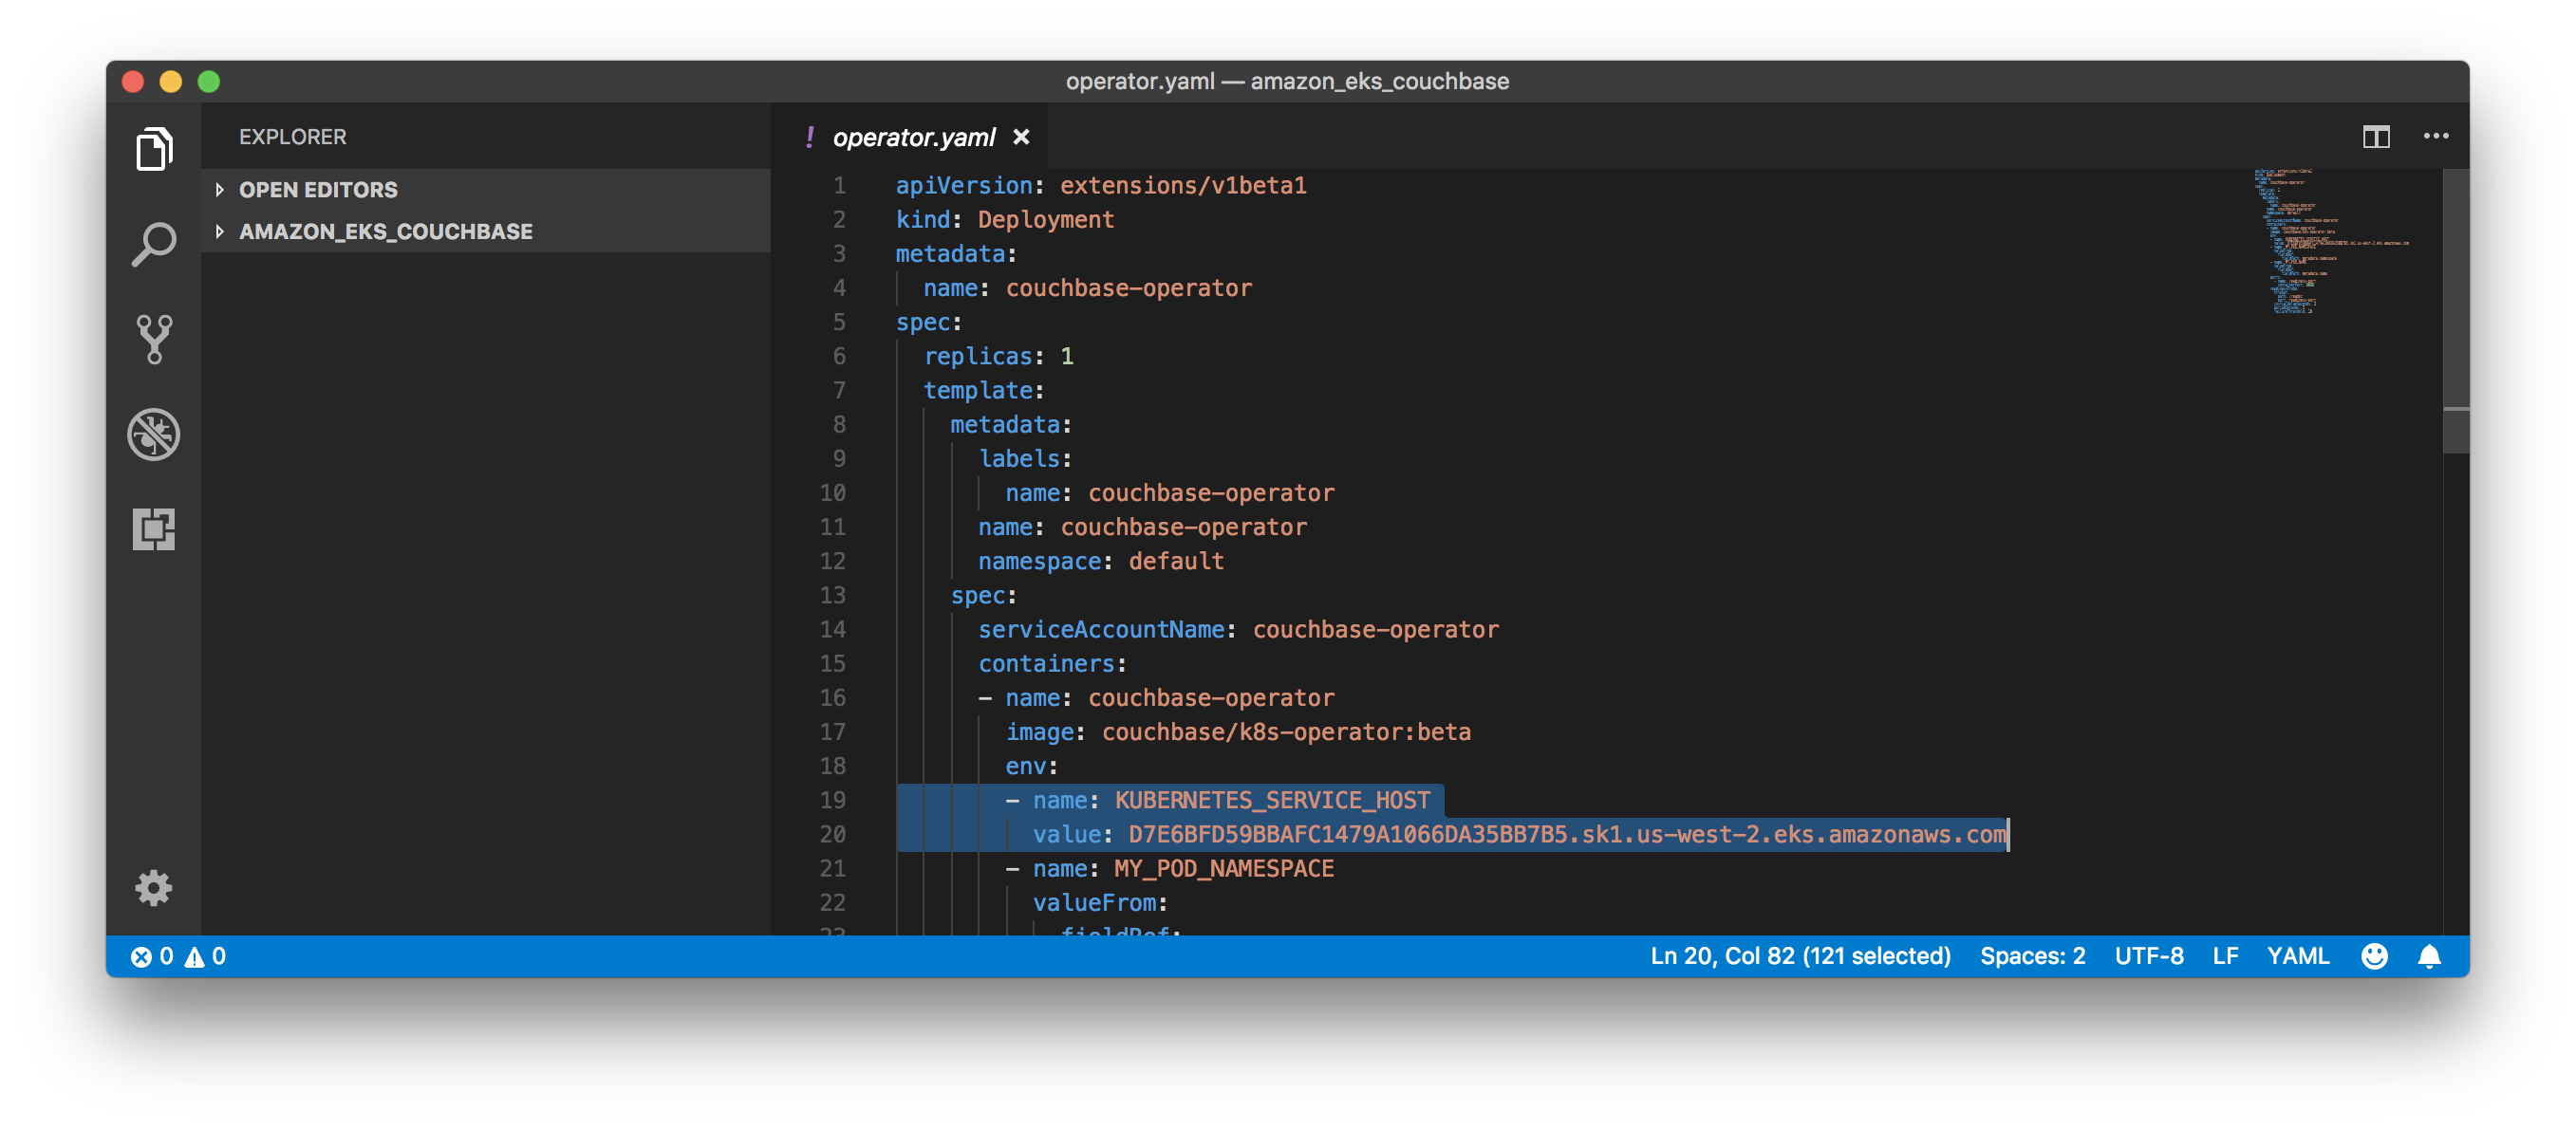 operator.yaml — amazon_eks_couchbase
EXPLORER
OPEN EDITORS
AMAZON_EKS_COUCHBASE
! operator.yaml ×
1 apiVersion: extensions/v1beta1
2 kind: Deployment
3 metadata:
4 name: couchbase-operator
5 spec:
6 replicas: 1
7 template:
8 metadata:
9 labels:
10 name: couchbase-operator
11 name: couchbase-operator
12 namespace: default
13 spec:
14 serviceAccountName: couchbase-operator
15 containers:
16 - name: couchbase-operator
17 image: couchbase/k8s-operator:beta
18 env:
19 - name: KUBERNETES_SERVICE_HOST
20 value: D7E6BFD59BBAFC1479A1066DA35BB7B5.sk1.us-west-2.eks.amazonaws.com
21 - name: MY_POD_NAMESPACE
22 valueFrom:
23 fieldRef:
0 0 Ln 20, Col 82 (121 selected) Spaces: 2 UTF-8 LF YAML